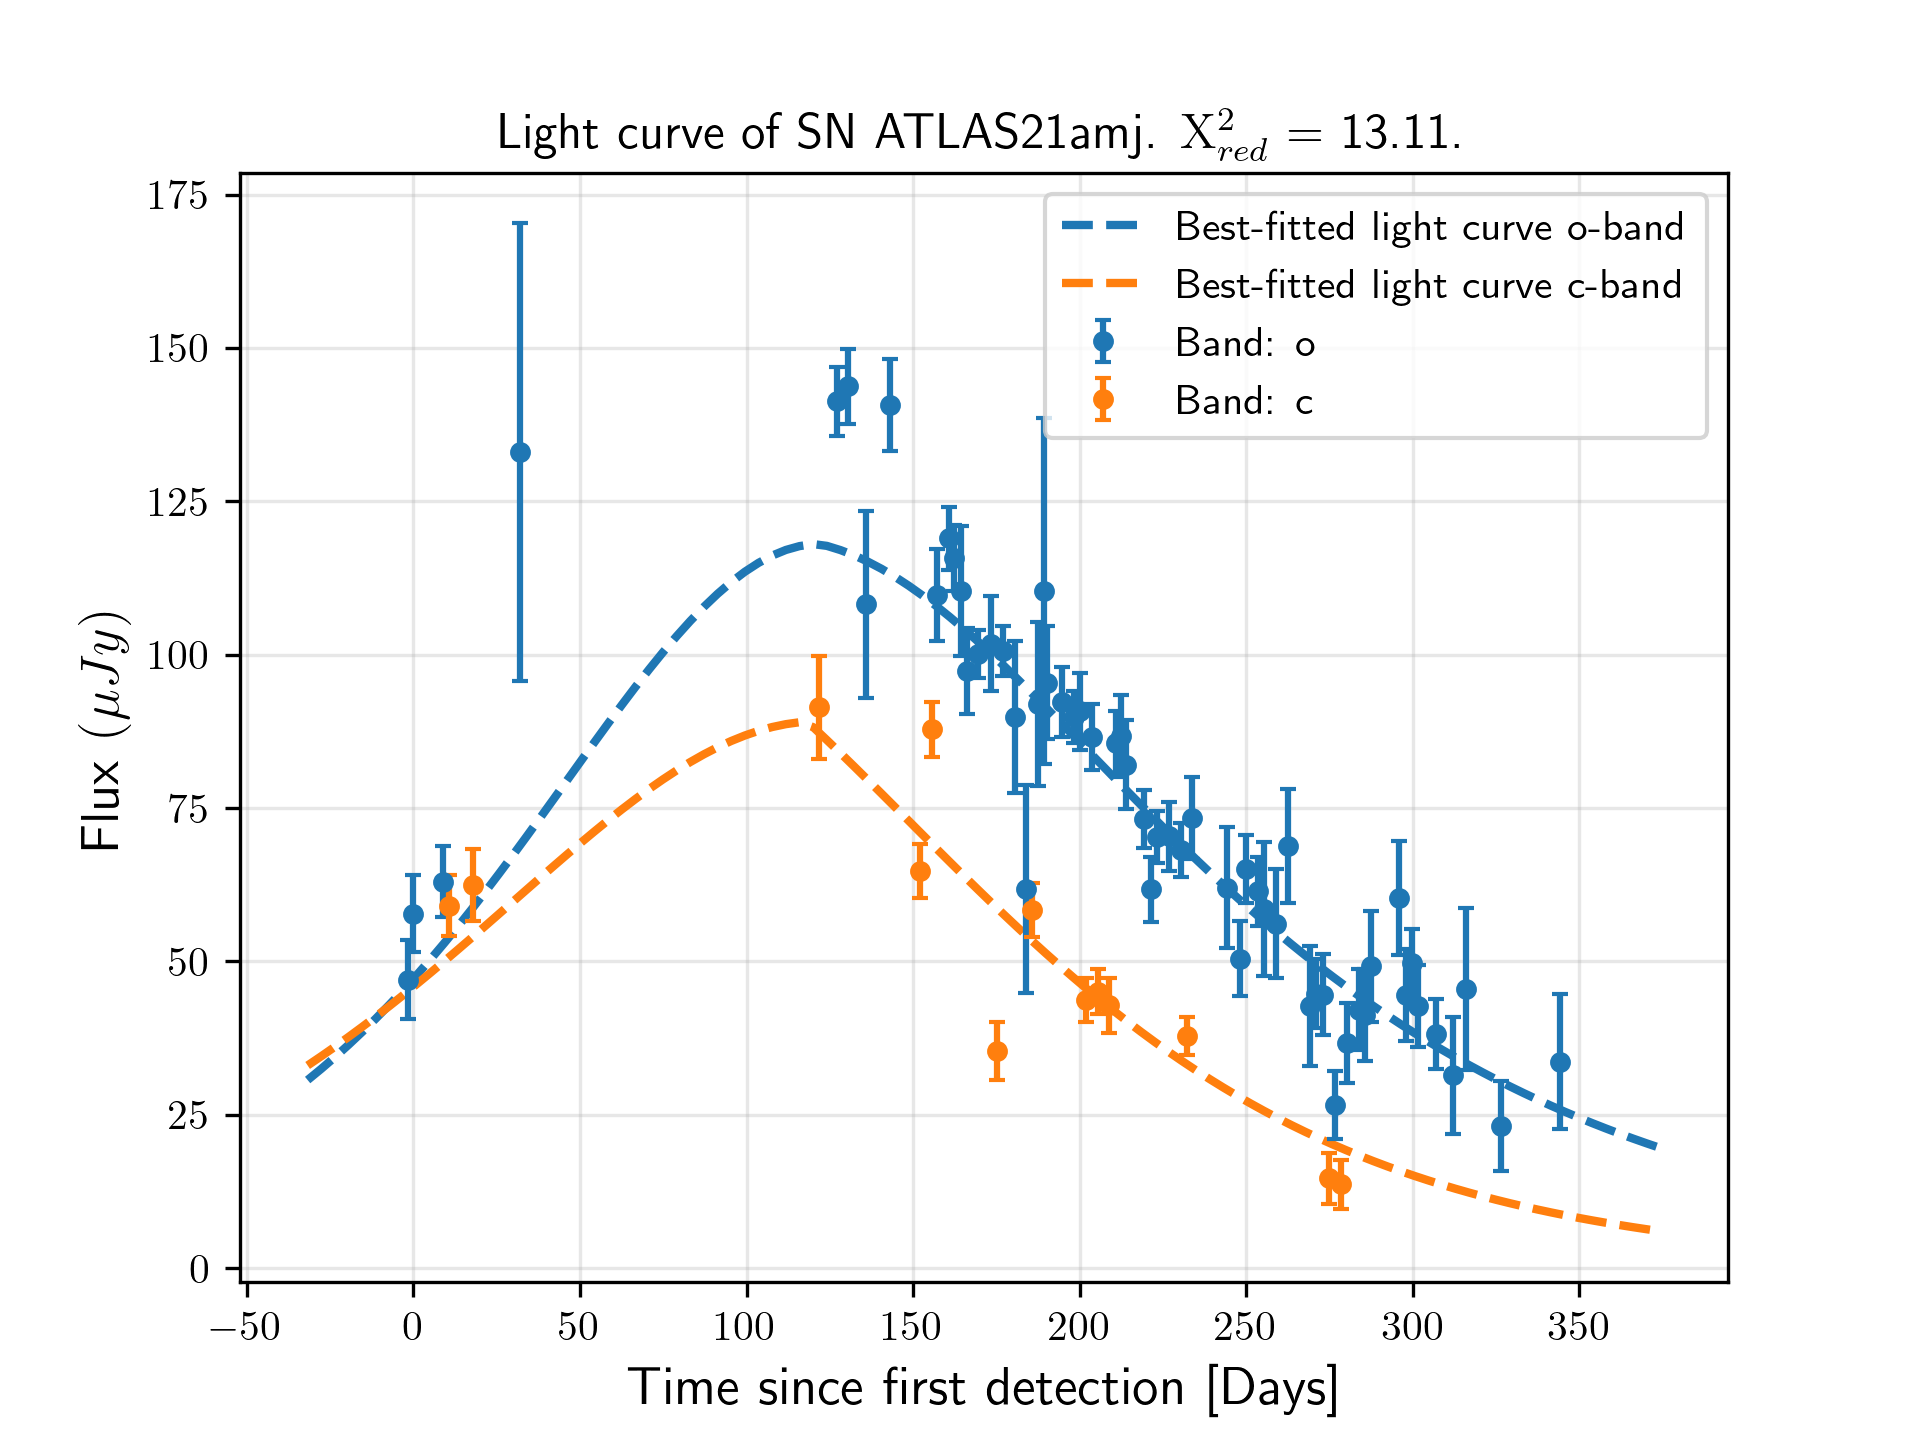 Light curve of SN ATLAS21amj. X²_red = 13.11.
175
150
125
100
75
50
25
0
Flux (μJy)
Best-fitted light curve o-band
Best-fitted light curve c-band
Band: o
Band: c
−50 0 50 100 150 200 250 300 350
Time since first detection [Days]